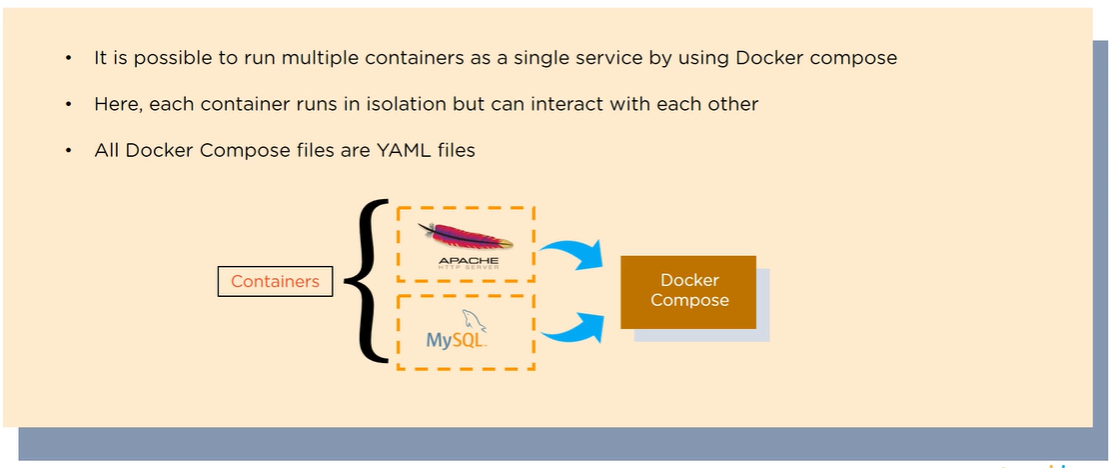 • It is possible to run multiple containers as a single service by using Docker compose
• Here, each container runs in isolation but can interact with each other
• All Docker Compose files are YAML files
APACHE
HTTP SERVER
Containers
Docker
Compose
MySQL